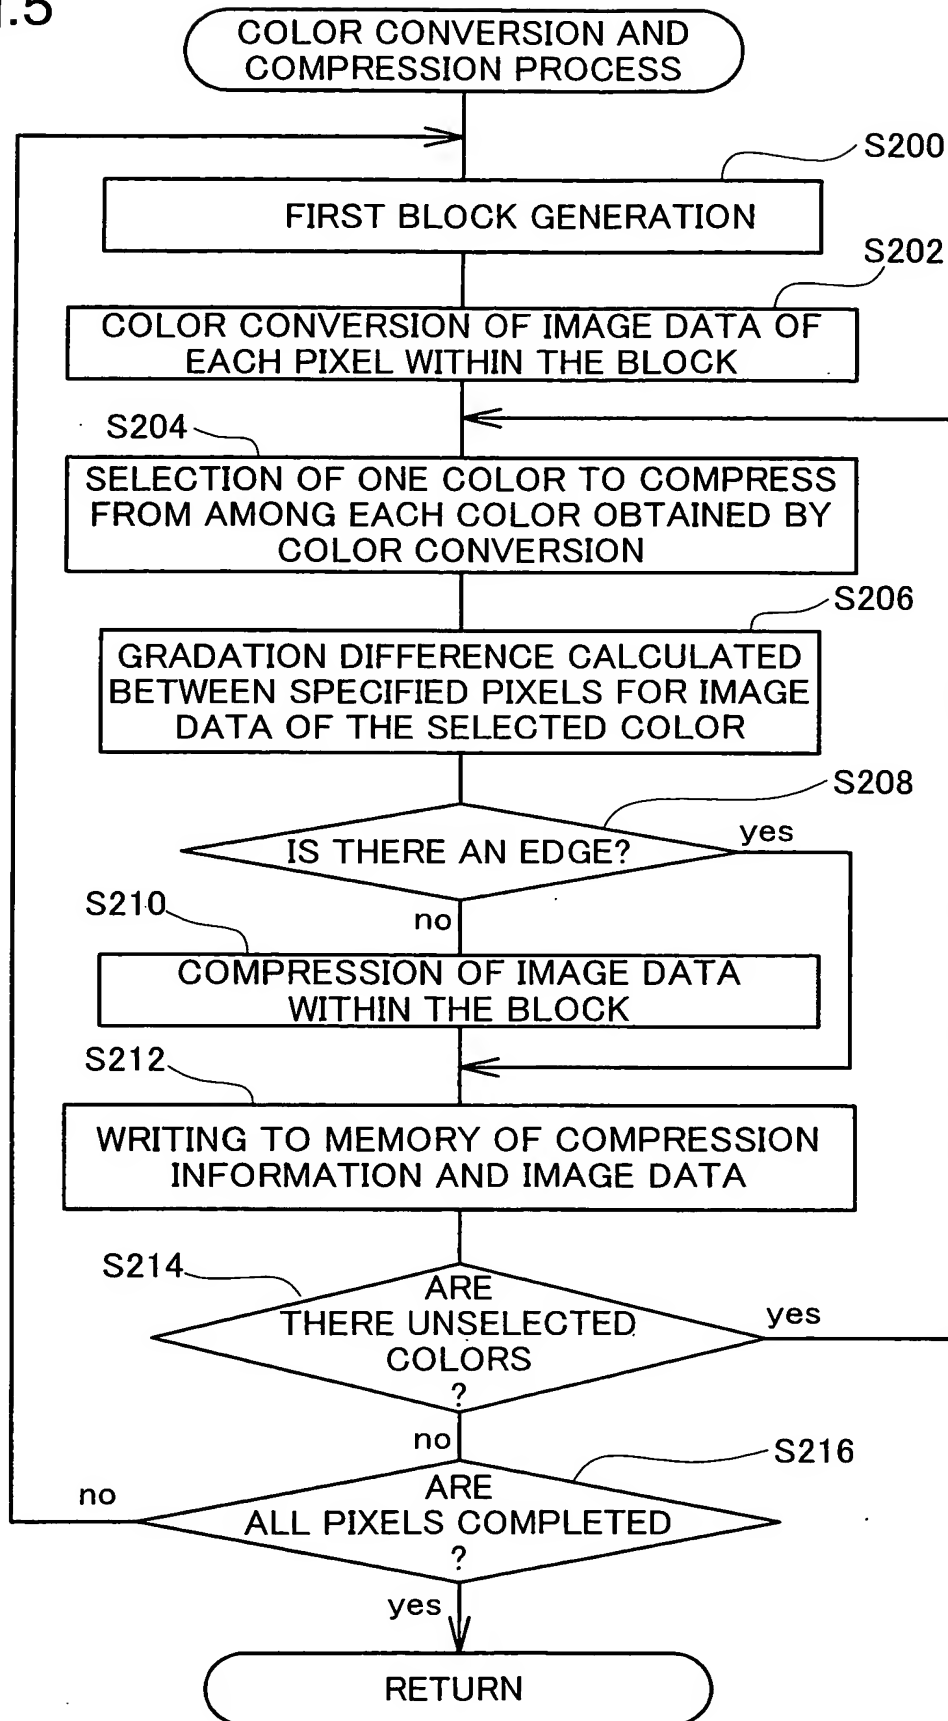 .5
COLOR CONVERSION AND
COMPRESSION PROCESS
S200
FIRST BLOCK GENERATION
S202
COLOR CONVERSION OF IMAGE DATA OF
EACH PIXEL WITHIN THE BLOCK
S204
SELECTION OF ONE COLOR TO COMPRESS
FROM AMONG EACH COLOR OBTAINED BY
COLOR CONVERSION
S206
GRADATION DIFFERENCE CALCULATED
BETWEEN SPECIFIED PIXELS FOR IMAGE
DATA OF THE SELECTED COLOR
S208
IS THERE AN EDGE?
yes
no
S210
COMPRESSION OF IMAGE DATA
WITHIN THE BLOCK
S212
WRITING TO MEMORY OF COMPRESSION
INFORMATION AND IMAGE DATA
S214
ARE
THERE UNSELECTED
COLORS
?
yes
no
S216
ARE
ALL PIXELS COMPLETED
?
no
yes
RETURN